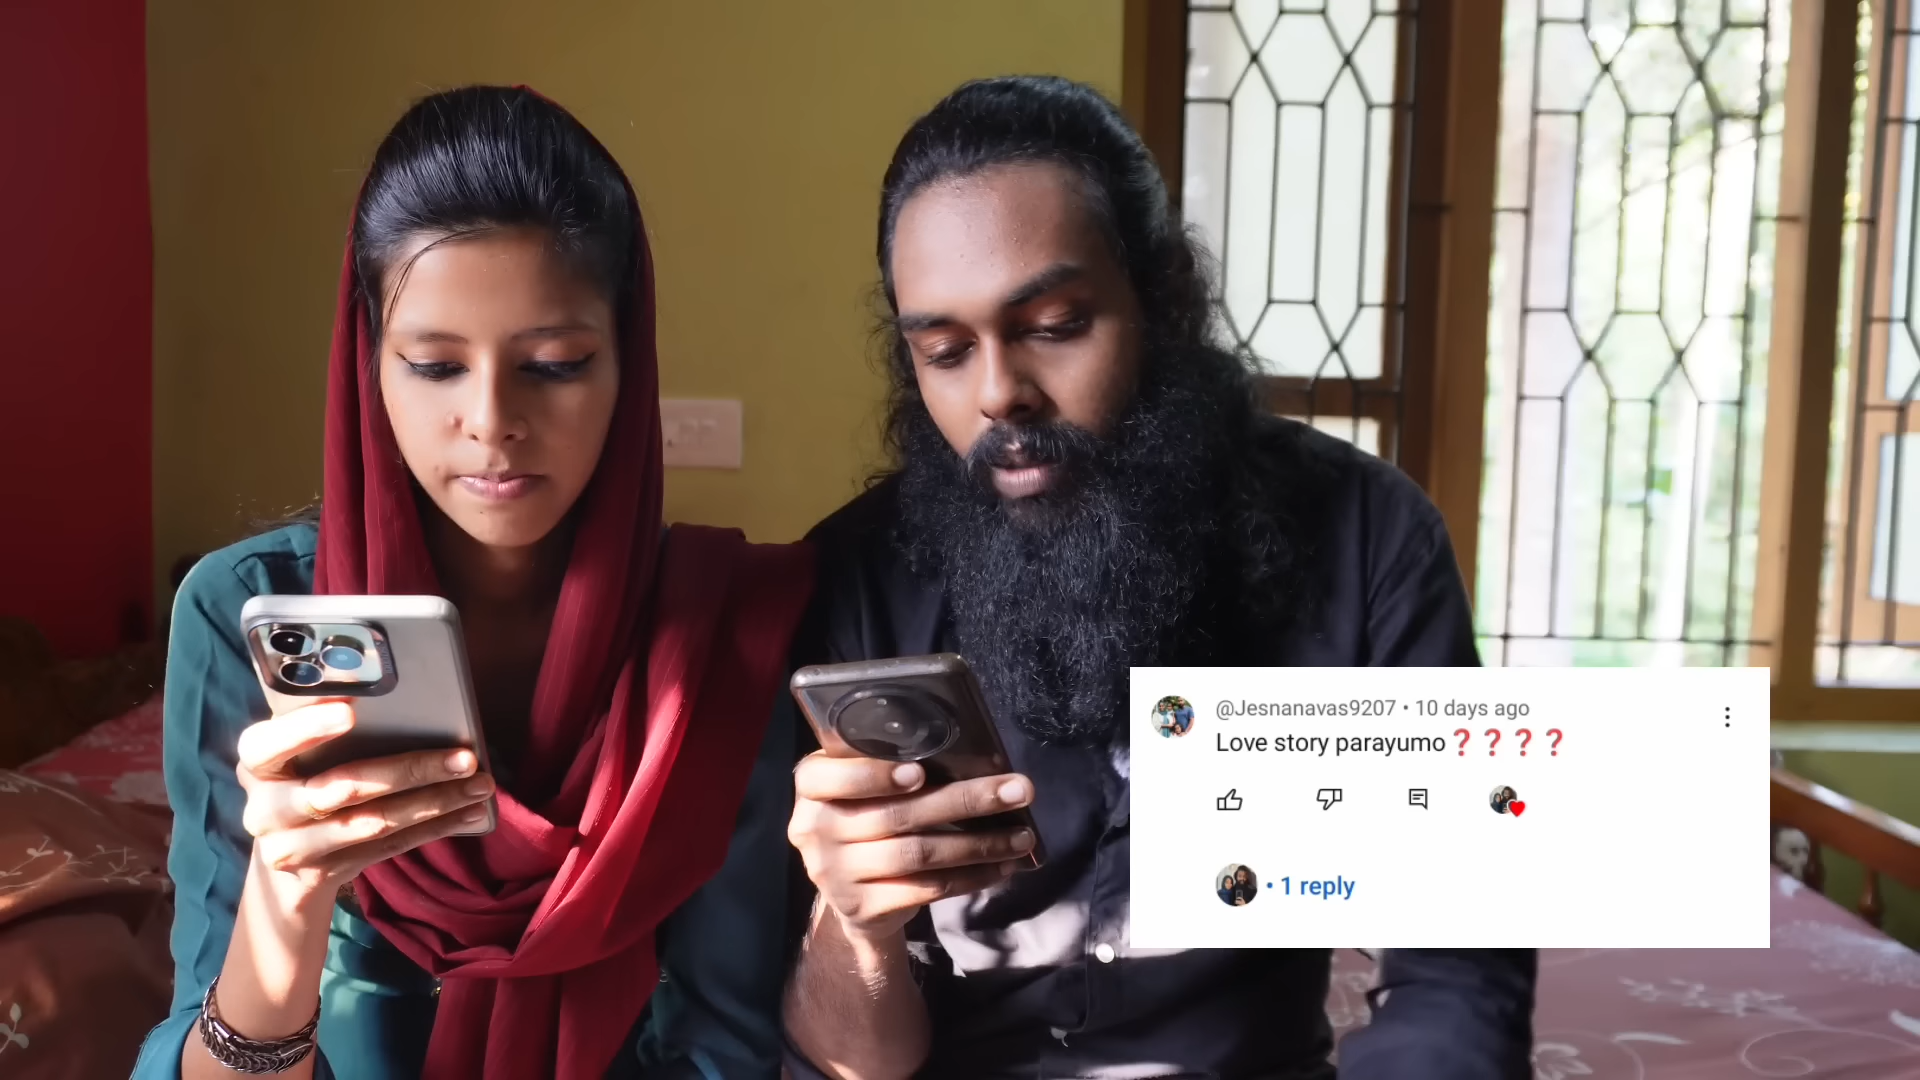 @Jesnanavas9207 • 10 days ago
Love story parayumo❓❓❓❓
• 1 reply